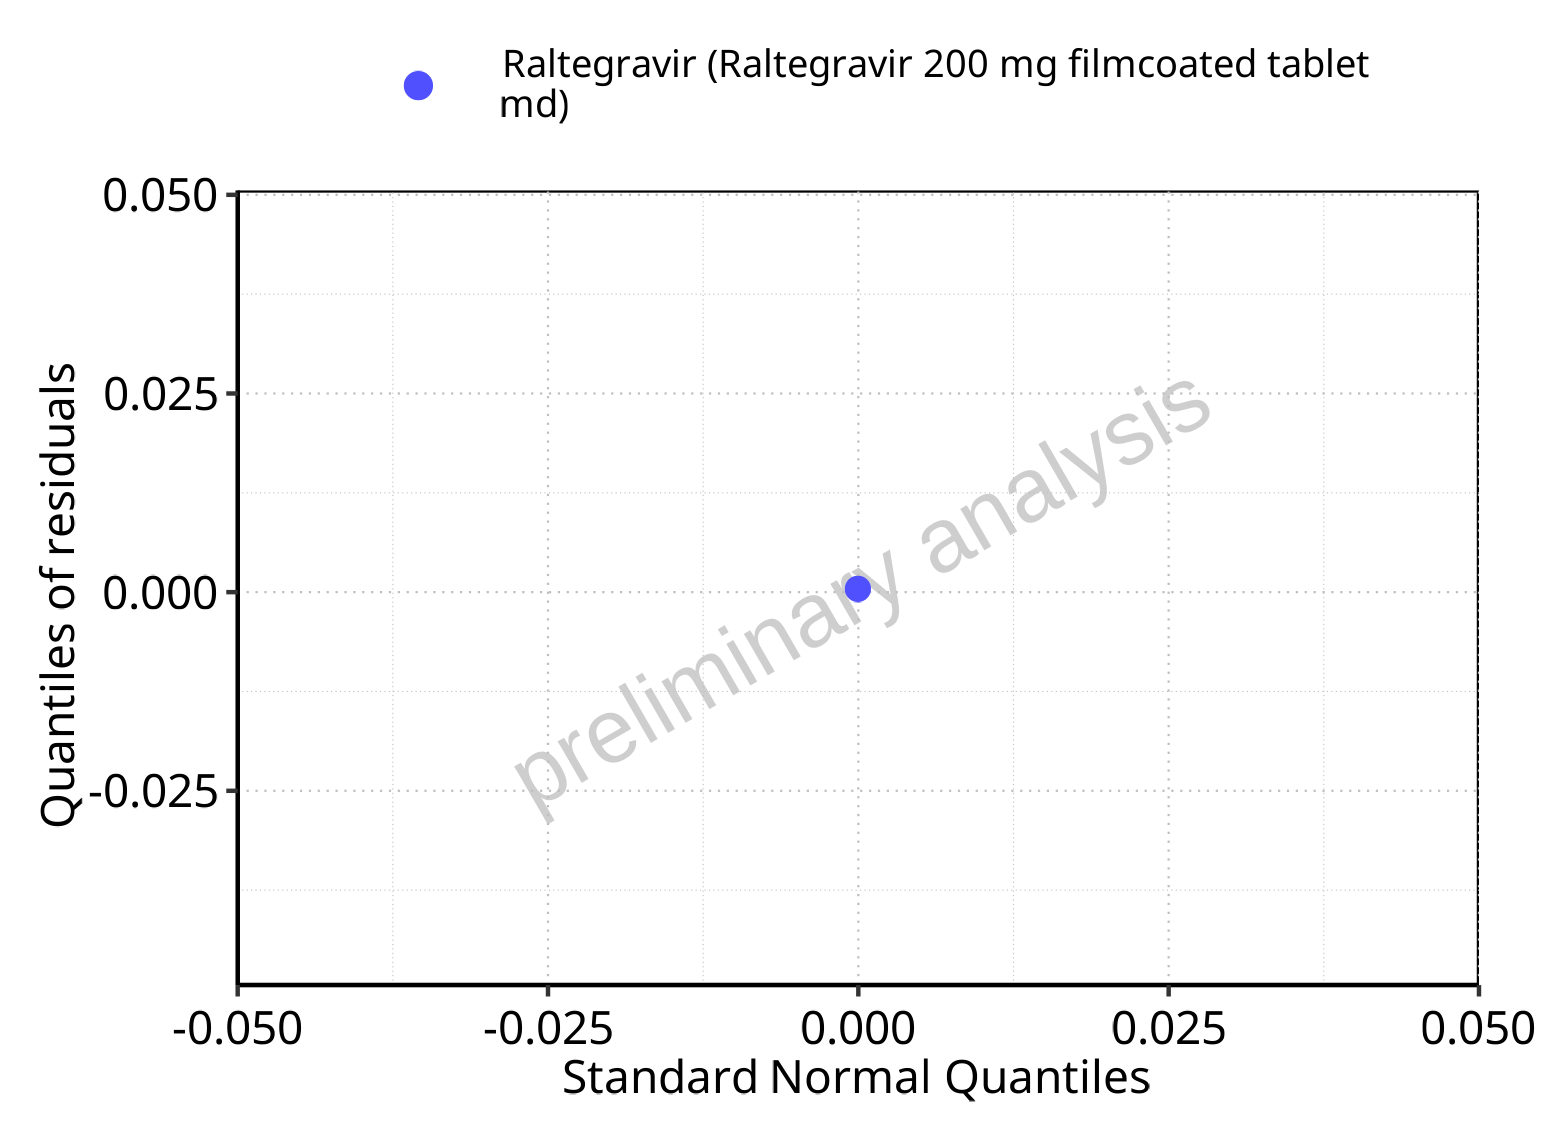 Raltegravir (Raltegravir 200 mg filmcoated tablet
md)
0.050
0.025
0.000
-0.025
Quantiles of residuals
preliminary analysis
-0.050 -0.025 0.000 0.025 0.050
Standard Normal Quantiles